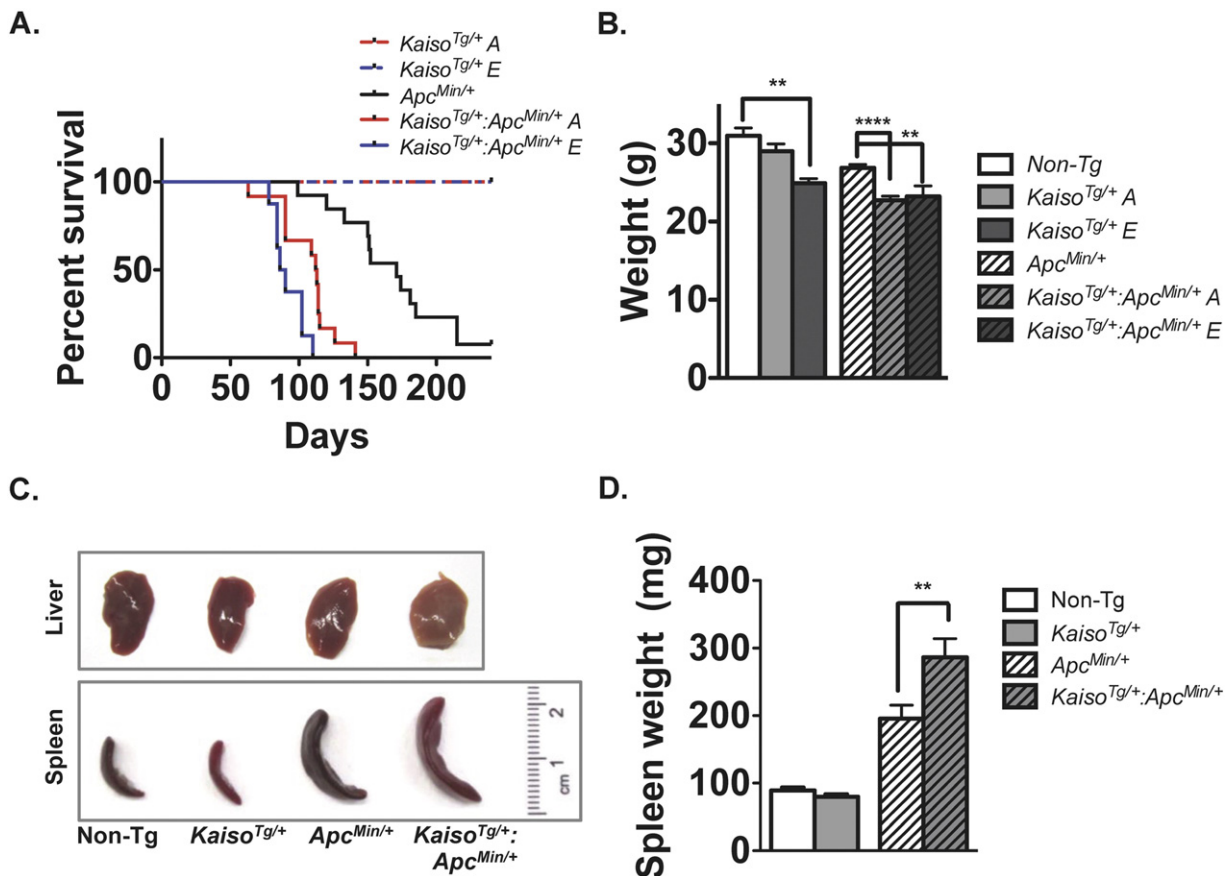 A.
Kaiso^Tg/+ A
Kaiso^Tg/+ E
Apc^Min/+
Kaiso^Tg/+:Apc^Min/+ A
Kaiso^Tg/+:Apc^Min/+ E
Percent survival
100
50
0
0 50 100 150 200
Days
B.
** **** **
Weight (g)
30
20
10
0
Non-Tg
Kaiso^Tg/+ A
Kaiso^Tg/+ E
Apc^Min/+
Kaiso^Tg/+:Apc^Min/+ A
Kaiso^Tg/+:Apc^Min/+ E
C.
Liver
Spleen
2
1
cm
Non-Tg Kaiso^Tg/+ Apc^Min/+ Kaiso^Tg/+:
Apc^Min/+
D.
**
Spleen weight (mg)
400
300
200
100
0
Non-Tg
Kaiso^Tg/+
Apc^Min/+
Kaiso^Tg/+:Apc^Min/+